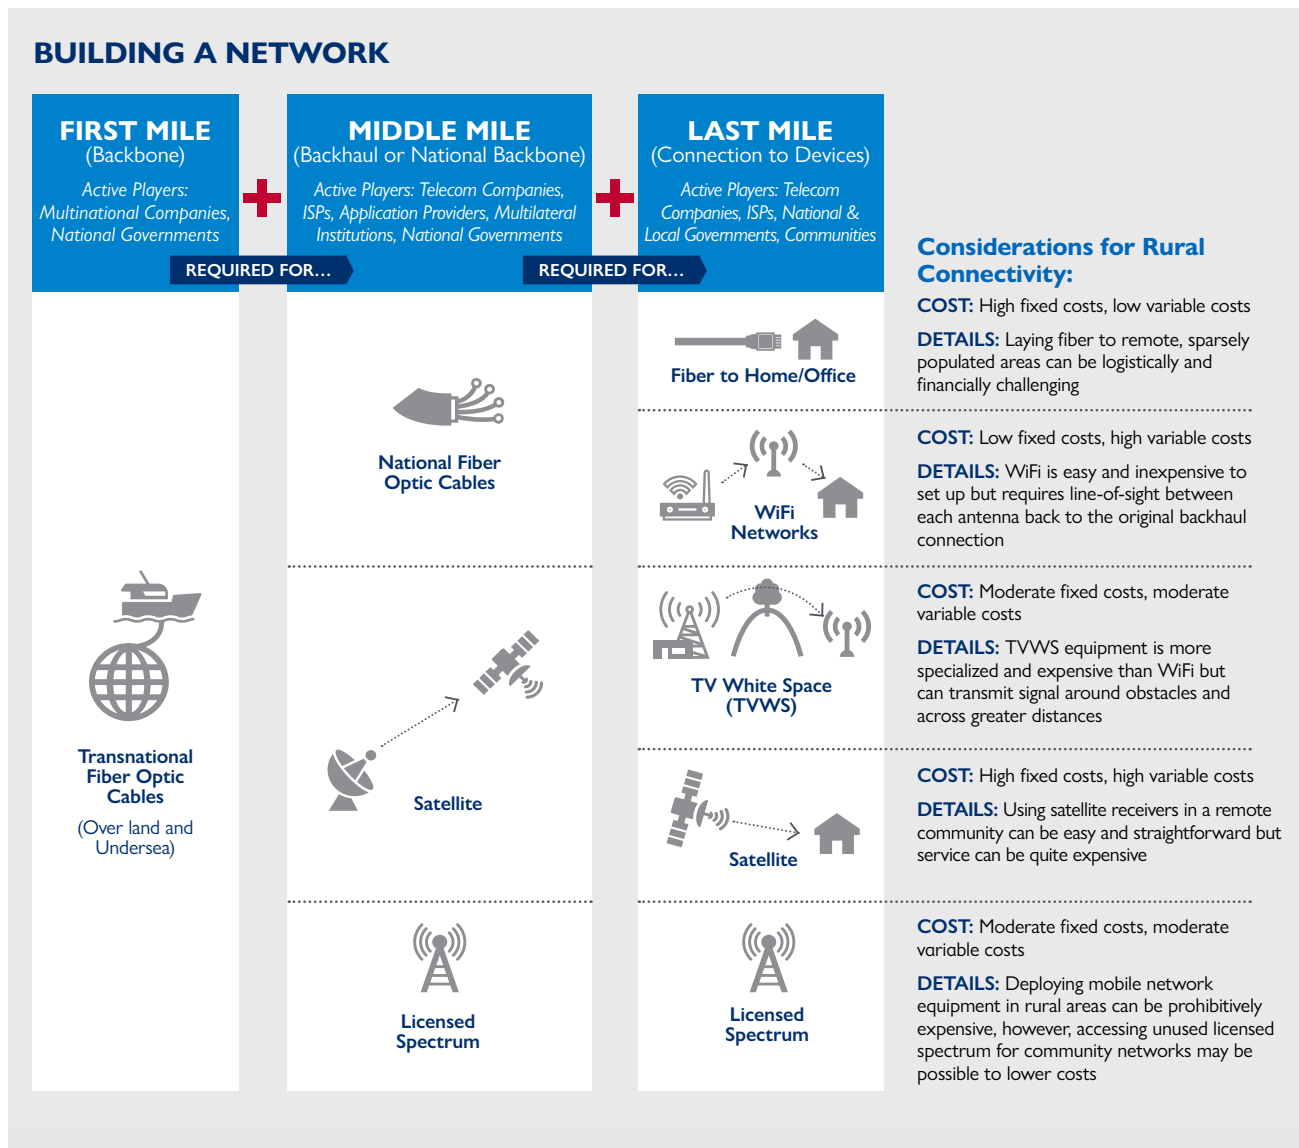 BUILDING A NETWORK
FIRST MILE
(Backbone)
Active Players:
Multinational Companies,
National Governments
MIDDLE MILE
(Backhaul or National Backbone)
Active Players: Telecom Companies,
ISPs, Application Providers, Multilateral
Institutions, National Governments
LAST MILE
(Connection to Devices)
Active Players: Telecom
Companies, ISPs, National &
Local Governments, Communities
REQUIRED FOR…
REQUIRED FOR…
Transnational
Fiber Optic
Cables
(Over land and
Undersea)
National Fiber
Optic Cables
Satellite
Licensed
Spectrum
Considerations for Rural
Connectivity:
Fiber to Home/Office
COST: High fixed costs, low variable costs
DETAILS: Laying fiber to remote, sparsely
populated areas can be logistically and
financially challenging
WiFi
Networks
COST: Low fixed costs, high variable costs
DETAILS: WiFi is easy and inexpensive to
set up but requires line-of-sight between
each antenna back to the original backhaul
connection
TV White Space
(TVWS)
COST: Moderate fixed costs, moderate
variable costs
DETAILS: TVWS equipment is more
specialized and expensive than WiFi but
can transmit signal around obstacles and
across greater distances
Satellite
COST: High fixed costs, high variable costs
DETAILS: Using satellite receivers in a remote
community can be easy and straightforward but
service can be quite expensive
Licensed
Spectrum
COST: Moderate fixed costs, moderate
variable costs
DETAILS: Deploying mobile network
equipment in rural areas can be prohibitively
expensive, however, accessing unused licensed
spectrum for community networks may be
possible to lower costs